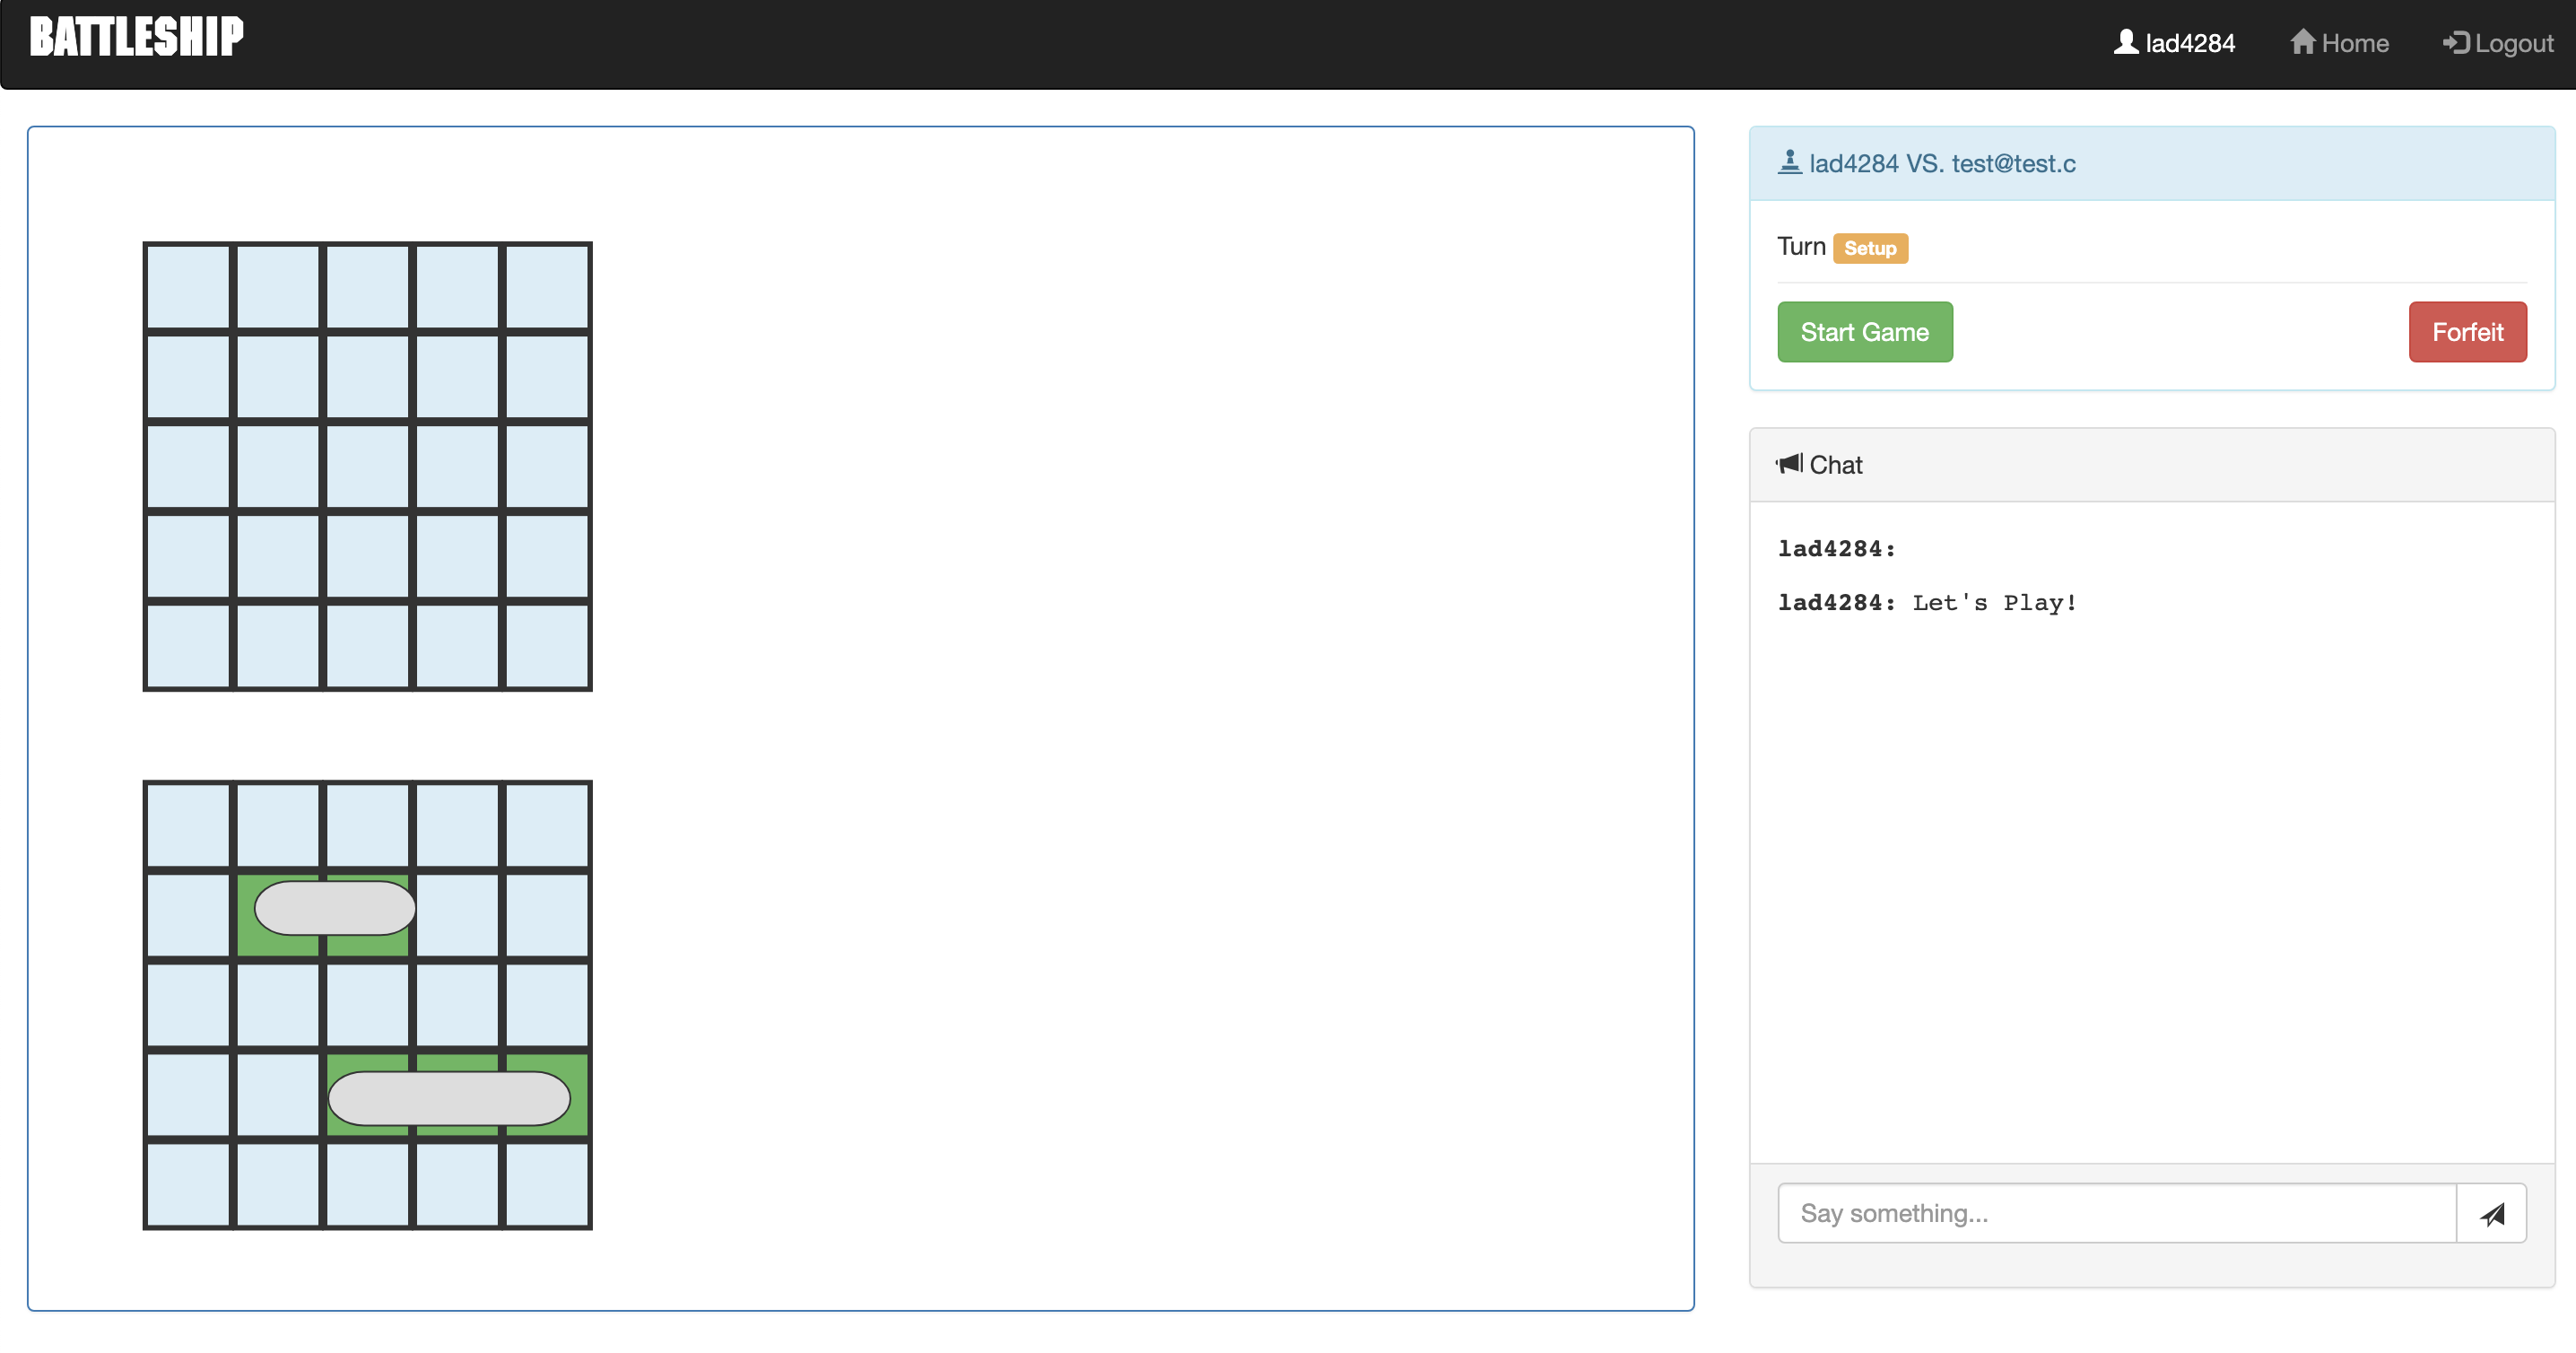 BATTLESHIP
lad4284 Home Logout
lad4284 VS. test@test.c
Turn Setup
Start Game Forfeit
Chat
lad4284:
lad4284: Let's Play!
Say something...